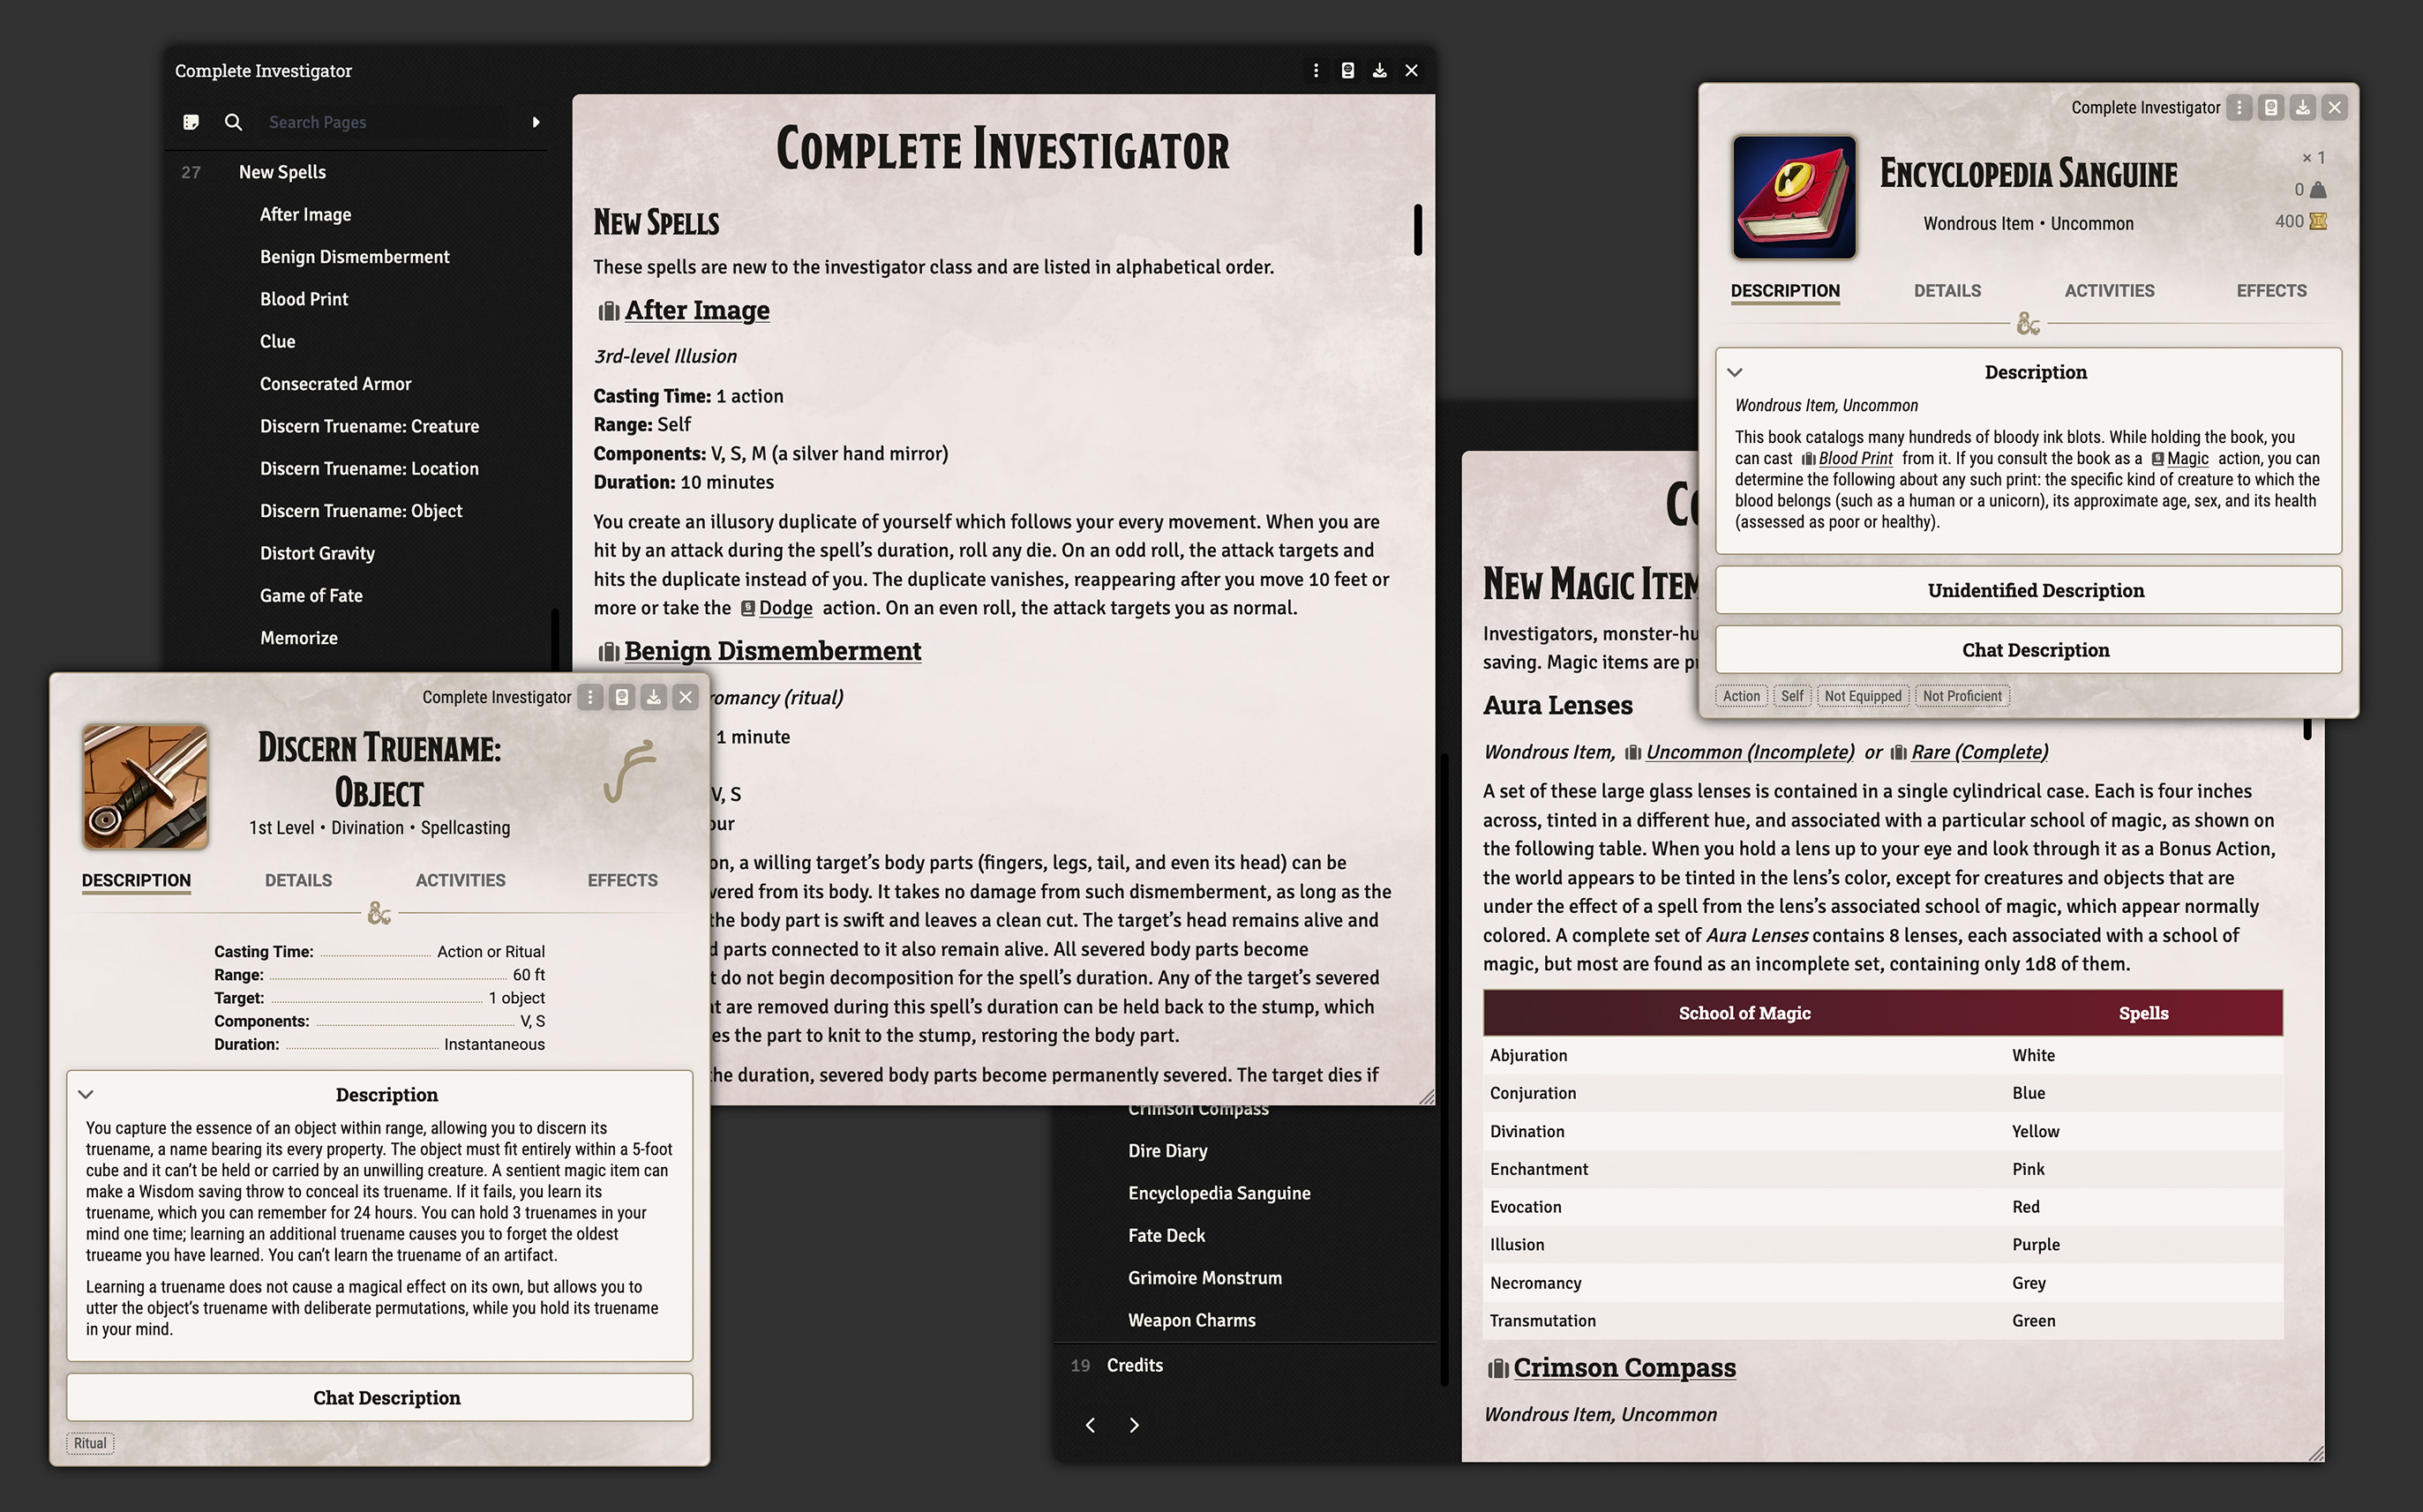 Complete Investigator
Search Pages
27 New Spells
After Image
Benign Dismemberment
Blood Print
Clue
Consecrated Armor
Discern Truename: Creature
Discern Truename: Location
Discern Truename: Object
Distort Gravity
Game of Fate
Memorize
Complete Investigator
New Spells
These spells are new to the investigator class and are listed in alphabetical order.
After Image
3rd-level Illusion
Casting Time: 1 action
Range: Self
Components: V, S, M (a silver hand mirror)
Duration: 10 minutes
You create an illusory duplicate of yourself which follows your every movement. When you are
hit by an attack during the spell’s duration, roll any die. On an odd roll, the attack targets and
hits the duplicate instead of you. The duplicate vanishes, reappearing after you move 10 feet or
more or take the Dodge action. On an even roll, the attack targets you as normal.
Benign Dismemberment
(ritual)
1 minute
V, S
a willing target’s body parts (fingers, legs, tail, and even its head) can be
from its body. It takes no damage from such dismemberment, as long as the
the body part is swift and leaves a clean cut. The target’s head remains alive and
parts connected to it also remain alive. All severed body parts become
do not begin decomposition for the spell’s duration. Any of the target’s severed
are removed during this spell’s duration can be held back to the stump, which
the part to knit to the stump, restoring the body part.
the duration, severed body parts become permanently severed. The target dies if
Complete Investigator
Discern Truename:
Object
1st Level • Divination • Spellcasting
DESCRIPTION DETAILS ACTIVITIES EFFECTS
Casting Time: Action or Ritual
Range: 60 ft
Target: 1 object
Components: V, S
Duration: Instantaneous
Description
You capture the essence of an object within range, allowing you to discern its
truename, a name bearing its every property. The object must fit entirely within a 5-foot
cube and it can’t be held or carried by an unwilling creature. A sentient magic item can
make a Wisdom saving throw to conceal its truename. If it fails, you learn its
truename, which you can remember for 24 hours. You can hold 3 truenames in your
mind one time; learning an additional truename causes you to forget the oldest
trueame you have learned. You can’t learn the truename of an artifact.
Learning a truename does not cause a magical effect on its own, but allows you to
utter the object’s truename with deliberate permutations, while you hold its truename
in your mind.
Chat Description
Ritual
Complete Investigator
Encyclopedia Sanguine
Wondrous Item • Uncommon
× 1
0
400
DESCRIPTION DETAILS ACTIVITIES EFFECTS
Description
Wondrous Item, Uncommon
This book catalogs many hundreds of bloody ink blots. While holding the book, you
can cast Blood Print from it. If you consult the book as a Magic action, you can
determine the following about any such print: the specific kind of creature to which the
blood belongs (such as a human or a unicorn), its approximate age, sex, and its health
(assessed as poor or healthy).
Unidentified Description
Chat Description
Action Self Not Equipped Not Proficient
Crimson Compass
Dire Diary
Encyclopedia Sanguine
Fate Deck
Grimoire Monstrum
Weapon Charms
19 Credits
New Magic
Investigators,
saving. Magic items are
Aura Lenses
Wondrous Item, Uncommon (Incomplete) or Rare (Complete)
A set of these large glass lenses is contained in a single cylindrical case. Each is four inches
across, tinted in a different hue, and associated with a particular school of magic, as shown on
the following table. When you hold a lens up to your eye and look through it as a Bonus Action,
the world appears to be tinted in the lens’s color, except for creatures and objects that are
under the effect of a spell from the lens’s associated school of magic, which appear normally
colored. A complete set of Aura Lenses contains 8 lenses, each associated with a school of
magic, but most are found as an incomplete set, containing only 1d8 of them.
School of Magic Spells
Abjuration White
Conjuration Blue
Divination Yellow
Enchantment Pink
Evocation Red
Illusion Purple
Necromancy Grey
Transmutation Green
Crimson Compass
Wondrous Item, Uncommon